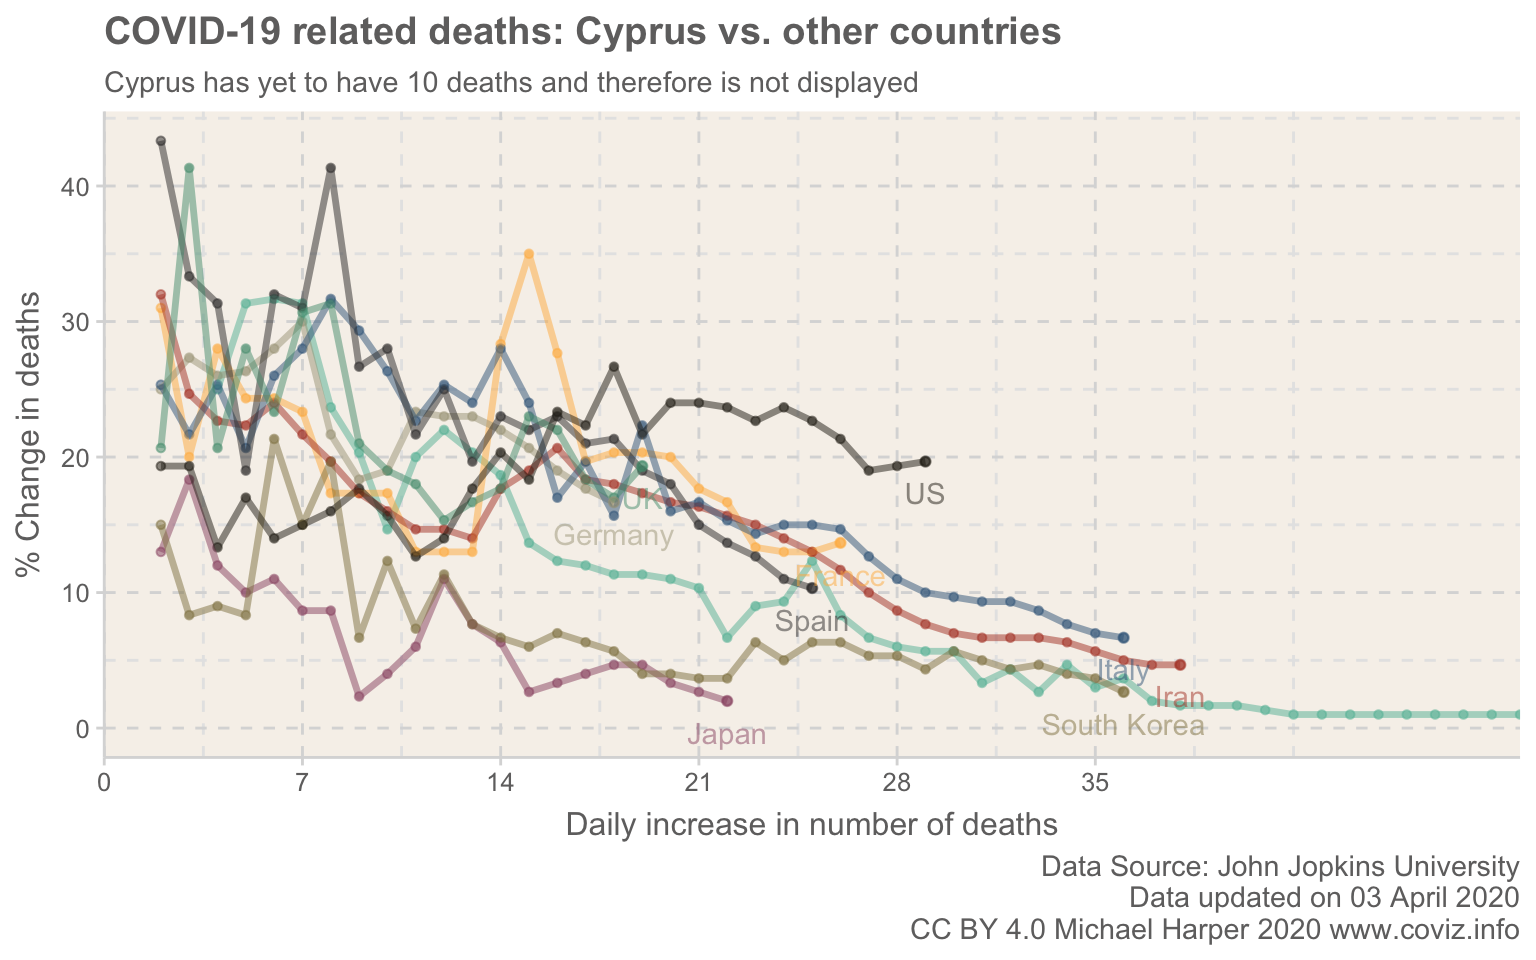 COVID-19 related deaths: Cyprus vs. other countries
Cyprus has yet to have 10 deaths and therefore is not displayed
% Change in deaths
40
30
20
10
0
UK
Germany
US
France
Spain
Italy
Iran
South Korea
Japan
0 7 14 21 28 35
Daily increase in number of deaths
Data Source: John Jopkins University
Data updated on 03 April 2020
CC BY 4.0 Michael Harper 2020 www.coviz.info